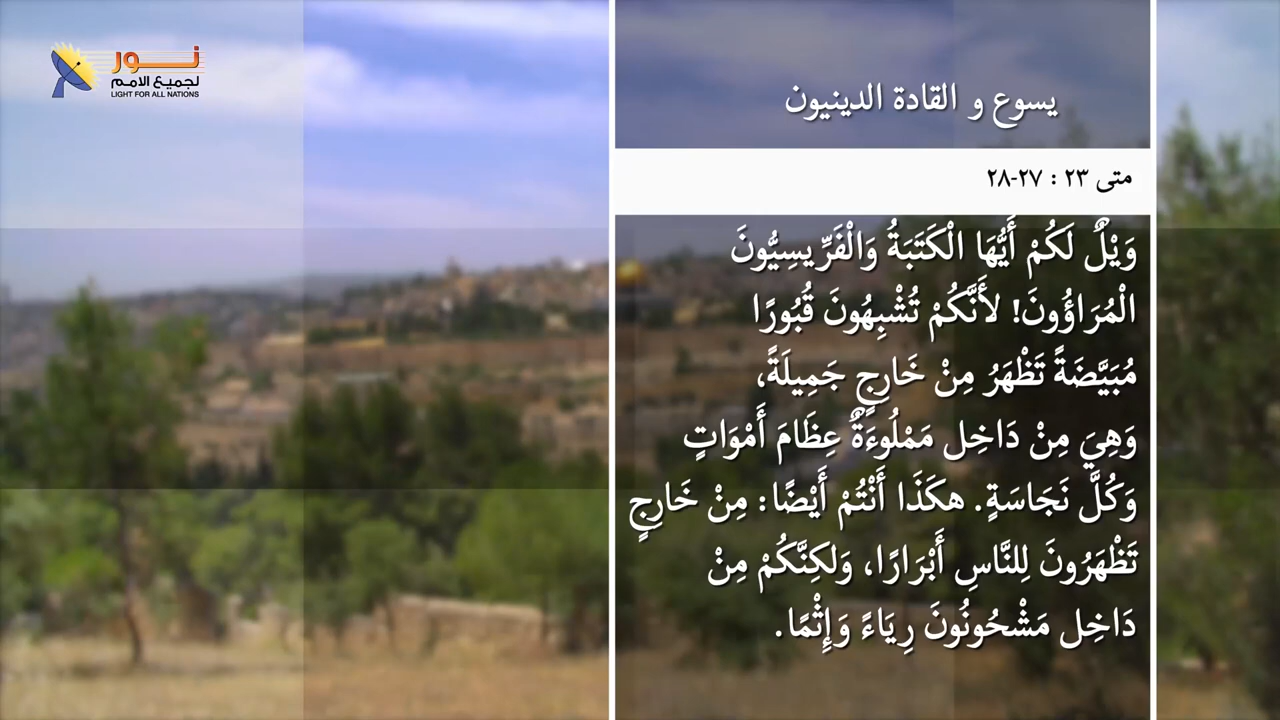 نـور
لجميع الامم
LIGHT FOR ALL NATIONS
يسوع و القادة الدينيون
متى ٢٣ : ٢٧-٢٨
وَيْلٌ لَكُمْ أَيُّهَا الْكَتَبَةُ وَالْفَرِّيسِيُّونَ
الْمُرَاؤُونَ! لأَنَّكُمْ تُشْبِهُونَ قُبُورًا
مُبَيَّضَةً تَظْهَرُ مِنْ خَارِجٍ جَمِيلَةً،
وَهِيَ مِنْ دَاخِل مَمْلُوءَةٌ عِظَامَ أَمْوَاتٍ
وَكُلَّ نَجَاسَةٍ. هكَذَا أَنْتُمْ أَيْضًا: مِنْ خَارِجٍ
تَظْهَرُونَ لِلنَّاسِ أَبْرَارًا، وَلكِنَّكُمْ مِنْ
دَاخِل مَشْحُونُونَ رِيَاءً وَإِثْمًا.